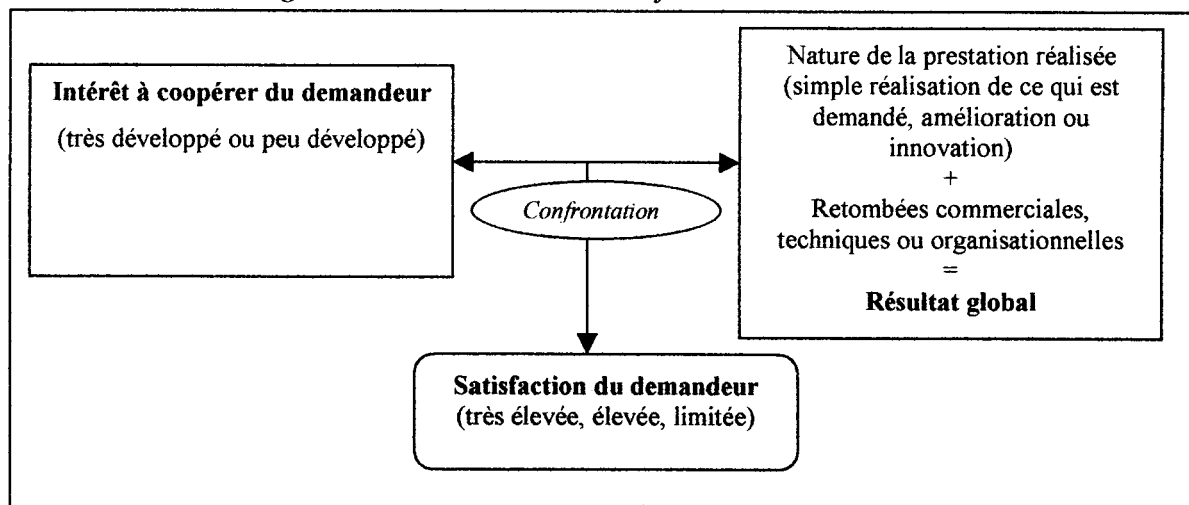 Intérêt à coopérer du demandeur
(très développé ou peu développé)
Nature de la prestation réalisée
(simple réalisation de ce qui est
demandé, amélioration ou
innovation)
+
Retombées commerciales,
techniques ou organisationnelles
=
Résultat global
Confrontation
Satisfaction du demandeur
(très élevée, élevée, limitée)